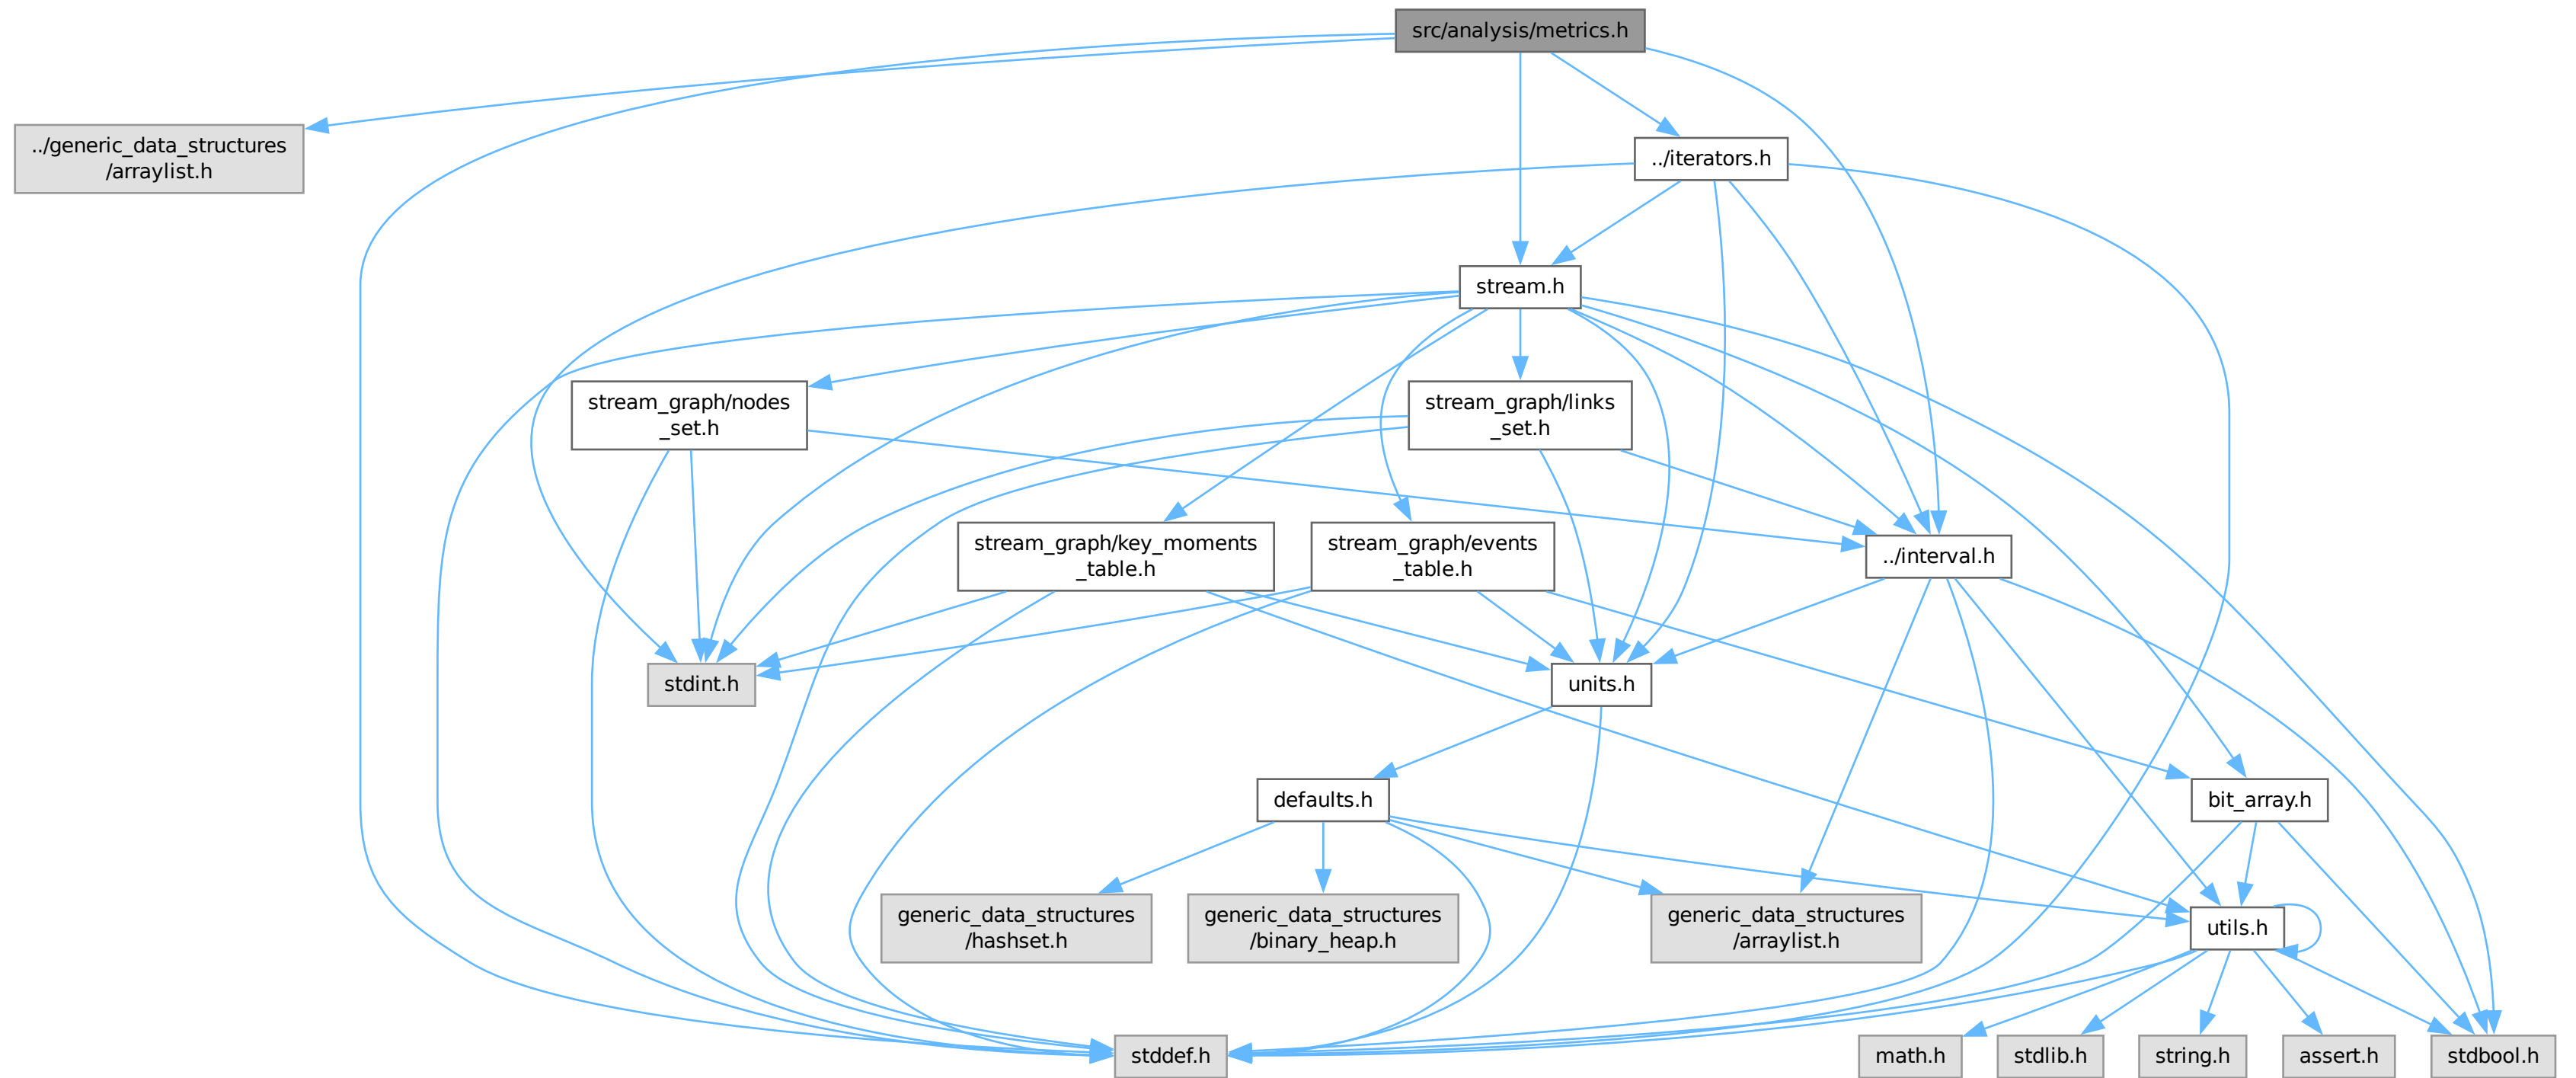 src/analysis/metrics.h
../generic_data_structures
/arraylist.h
../iterators.h
stream.h
stream_graph/nodes
_set.h
stream_graph/links
_set.h
stream_graph/key_moments
_table.h
stream_graph/events
_table.h
../interval.h
stdint.h
units.h
defaults.h
bit_array.h
generic_data_structures
/hashset.h
generic_data_structures
/binary_heap.h
generic_data_structures
/arraylist.h
utils.h
stddef.h
math.h
stdlib.h
string.h
assert.h
stdbool.h